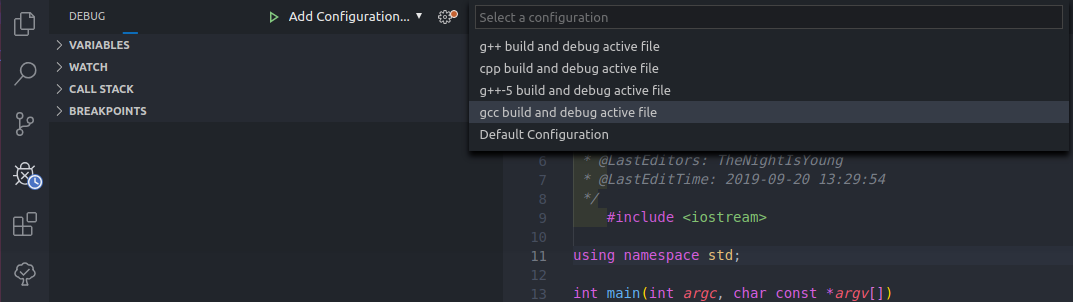 DEBUG
Add Configuration...
VARIABLES
WATCH
CALL STACK
BREAKPOINTS
Select a configuration
g++ build and debug active file
cpp build and debug active file
g++-5 build and debug active file
gcc build and debug active file
Default Configuration
6 * @LastEditors: TheNightIsYoung
7 * @LastEditTime: 2019-09-20 13:29:54
8 */
9 #include <iostream>
10
11 using namespace std;
12
13 int main(int argc, char const *argv[])